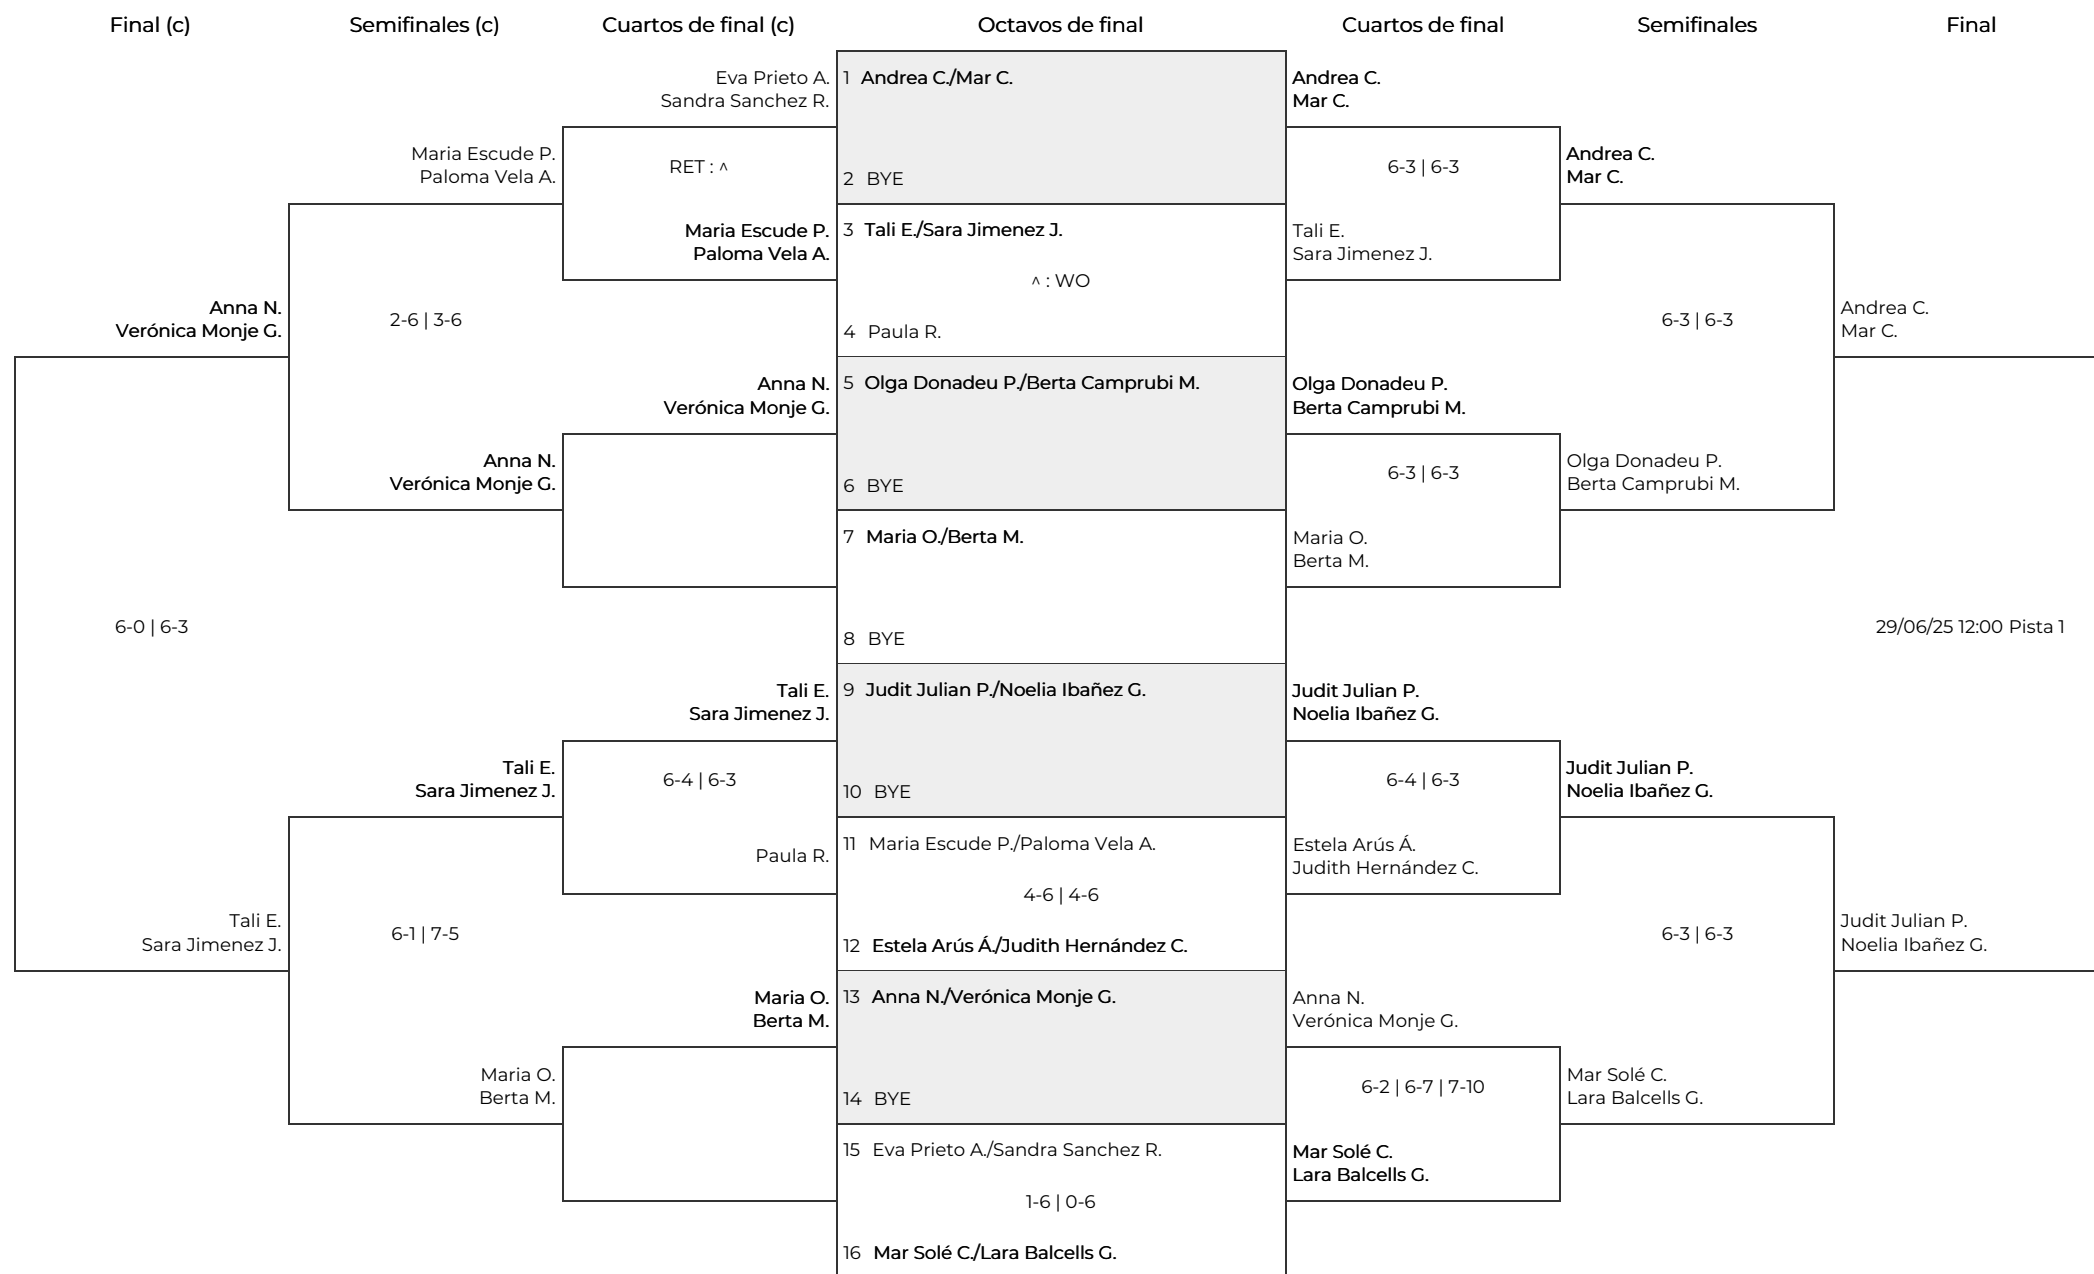 Final (c)
Semifinales (c)
Cuartos de final (c)
Octavos de final
Cuartos de final
Semifinales
Final
Anna N.
Verónica Monje G.
6-0 | 6-3
Tali E.
Sara Jimenez J.
Maria Escude P.
Paloma Vela A.
2-6 | 3-6
Anna N.
Verónica Monje G.
Tali E.
Sara Jimenez J.
6-1 | 7-5
Maria O.
Berta M.
Eva Prieto A.
Sandra Sanchez R.
RET : ^
Maria Escude P.
Paloma Vela A.
Anna N.
Verónica Monje G.
Tali E.
Sara Jimenez J.
6-4 | 6-3
Paula R.
Maria O.
Berta M.
1 Andrea C./Mar C.
2 BYE
3 Tali E./Sara Jimenez J.
^ : WO
4 Paula R.
5 Olga Donadeu P./Berta Camprubi M.
6 BYE
7 Maria O./Berta M.
8 BYE
9 Judit Julian P./Noelia Ibañez G.
10 BYE
11 Maria Escude P./Paloma Vela A.
4-6 | 4-6
12 Estela Arús Á./Judith Hernández C.
13 Anna N./Verónica Monje G.
14 BYE
15 Eva Prieto A./Sandra Sanchez R.
1-6 | 0-6
16 Mar Solé C./Lara Balcells G.
Andrea C.
Mar C.
6-3 | 6-3
Tali E.
Sara Jimenez J.
Olga Donadeu P.
Berta Camprubi M.
6-3 | 6-3
Maria O.
Berta M.
Judit Julian P.
Noelia Ibañez G.
6-4 | 6-3
Estela Arús Á.
Judith Hernández C.
Anna N.
Verónica Monje G.
6-2 | 6-7 | 7-10
Mar Solé C.
Lara Balcells G.
Andrea C.
Mar C.
6-3 | 6-3
Olga Donadeu P.
Berta Camprubi M.
Judit Julian P.
Noelia Ibañez G.
6-3 | 6-3
Mar Solé C.
Lara Balcells G.
Andrea C.
Mar C.
29/06/25 12:00 Pista 1
Judit Julian P.
Noelia Ibañez G.